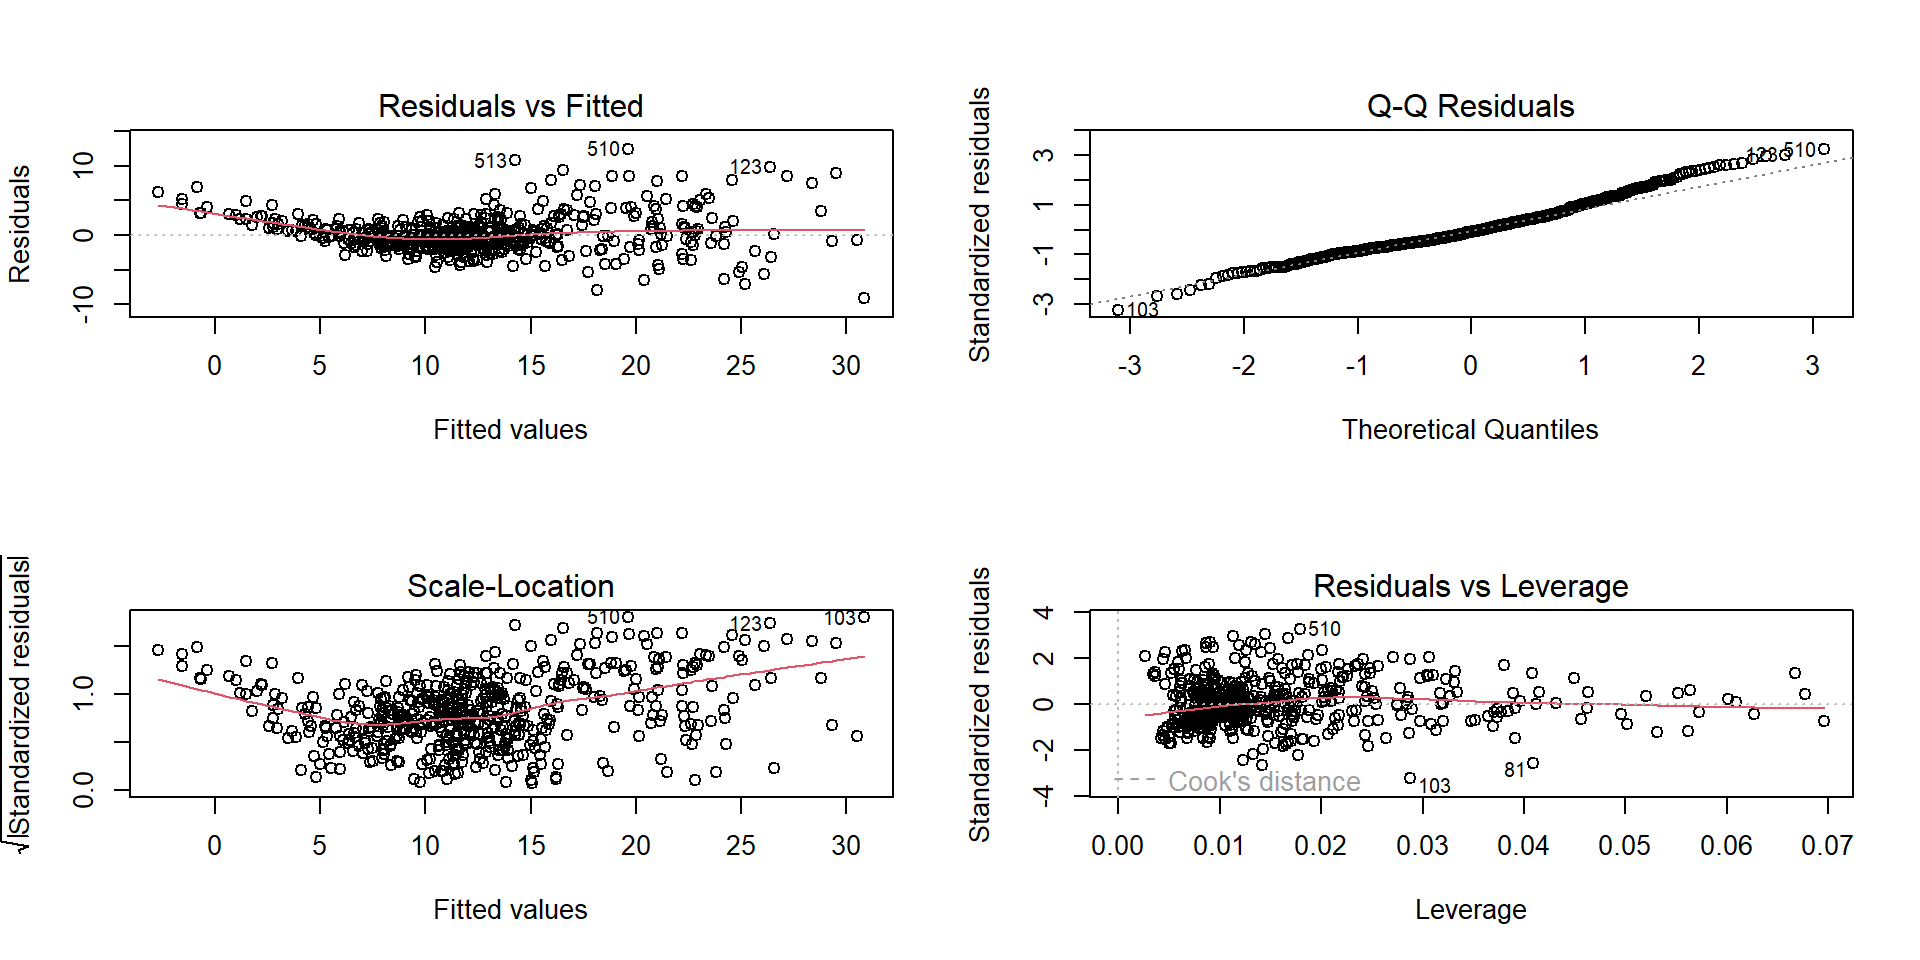 Residuals vs Fitted
Residuals
10
0
-10
513
510
123
0 5 10 15 20 25 30
Fitted values
Q-Q Residuals
Standardized residuals
3
1
-1
-3
123
510
103
-3 -2 -1 0 1 2 3
Theoretical Quantiles
Scale-Location
√|Standardized residuals|
1.0
0.0
510
123
103
0 5 10 15 20 25 30
Fitted values
Residuals vs Leverage
Standardized residuals
4
2
0
-2
-4
510
81
103
Cook's distance
0.00 0.01 0.02 0.03 0.04 0.05 0.06 0.07
Leverage